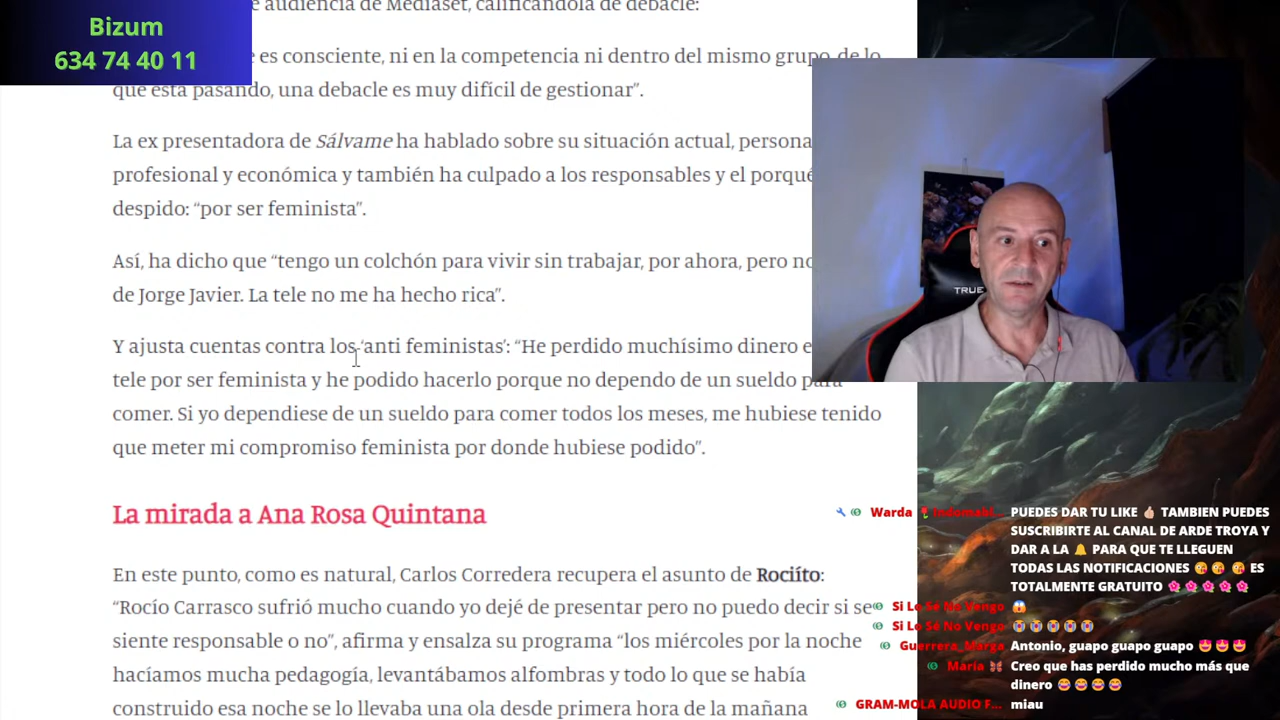 Bizum
634 74 40 11
audiencia de Mediaset, calificándola de debacle:
es consciente, ni en la competencia ni dentro del mismo grupo, de lo
que está pasando, una debacle es muy difícil de gestionar”.
La ex presentadora de Sálvame ha hablado sobre su situación actual, persona
profesional y económica y también ha culpado a los responsables y el porqué
despido: “por ser feminista”.
Así, ha dicho que “tengo un colchón para vivir sin trabajar, por ahora, pero no
de Jorge Javier. La tele no me ha hecho rica”.
Y ajusta cuentas contra los ‘anti feministas’: “He perdido muchísimo dinero e
tele por ser feminista y he podido hacerlo porque no dependo de un sueldo para
comer. Si yo dependiese de un sueldo para comer todos los meses, me hubiese tenido
que meter mi compromiso feminista por donde hubiese podido”.
La mirada a Ana Rosa Quintana
En este punto, como es natural, Carlos Corredera recupera el asunto de Rociíto:
“Rocío Carrasco sufrió mucho cuando yo dejé de presentar pero no puedo decir si se
siente responsable o no”, afirma y ensalza su programa “los miércoles por la noche
hacíamos mucha pedagogía, levantábamos alfombras y todo lo que se había
construido esa noche se lo llevaba una ola desde primera hora de la mañana
TRUE
Warda 🌷Indomabl... PUEDES DAR TU LIKE 👍🏻 TAMBIEN PUEDES
SUSCRIBIRTE AL CANAL DE ARDE TROYA Y
DAR A LA 🔔 PARA QUE TE LLEGUEN
TODAS LAS NOTIFICACIONES 😘 😘 😘 ES
TOTALMENTE GRATUITO 🌸🌸🌸🌸🌸
Si Lo Sé No Vengo 😱
Si Lo Sé No Vengo 😭😭😭😭😭
Guerrera_Marga Antonio, guapo guapo guapo 🤩🤩🤩
María 🦋 Creo que has perdido mucho más que
dinero 😂😂😂😂
GRAM-MOLA AUDIO F... miau